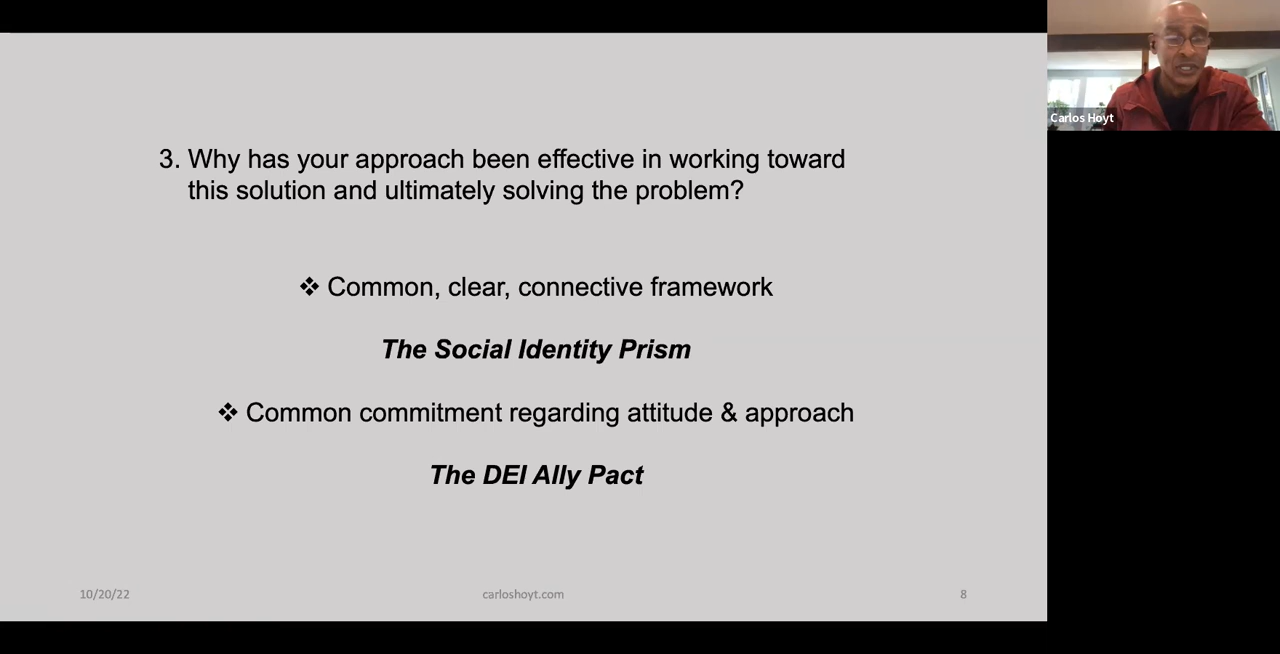 3. Why has your approach been effective in working toward
this solution and ultimately solving the problem?
❖ Common, clear, connective framework
The Social Identity Prism
❖ Common commitment regarding attitude & approach
The DEI Ally Pact
10/20/22
carloshoyt.com
8
Carlos Hoyt